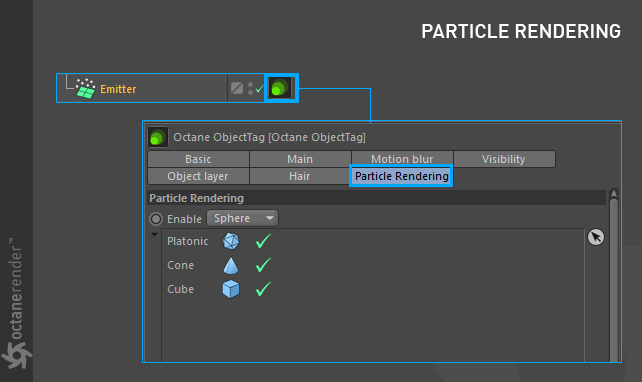 PARTICLE RENDERING
Emitter
Octane ObjectTag [Octane ObjectTag]
Basic Main Motion blur Visibility
Object layer Hair Particle Rendering
Particle Rendering
Enable Sphere
Platonic
Cone
Cube
octanerender™